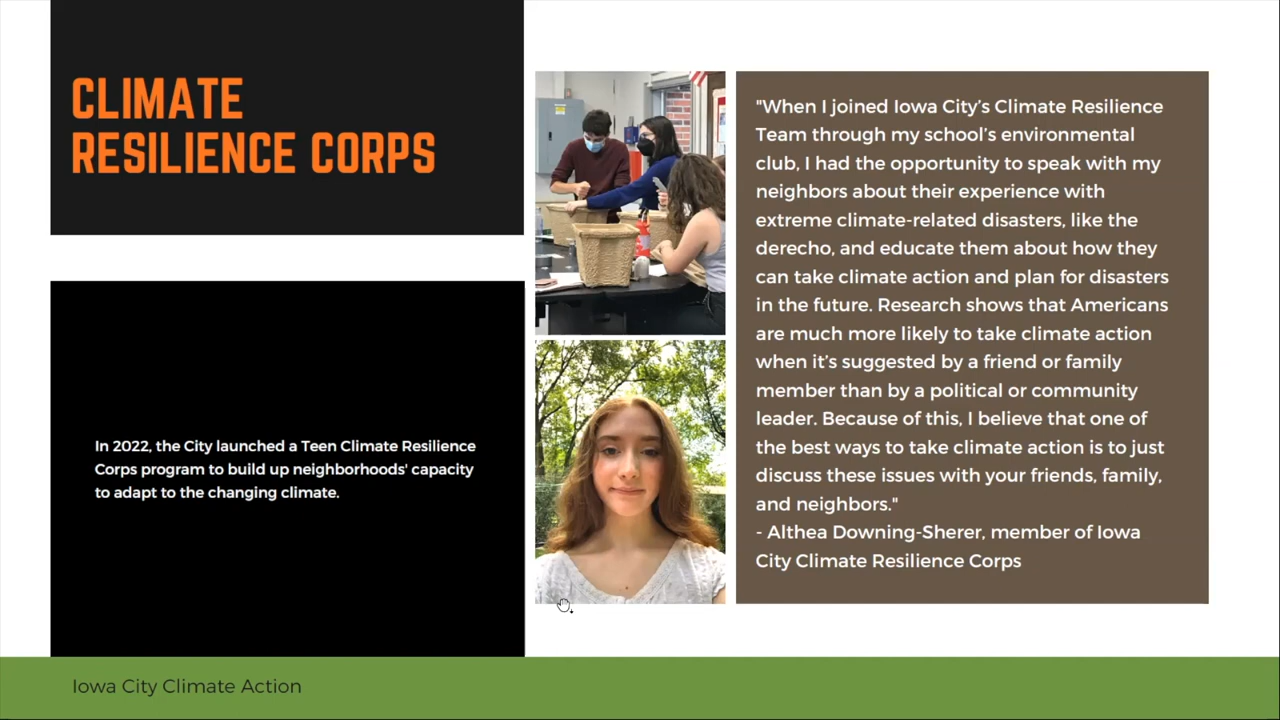 CLIMATE
RESILIENCE CORPS
In 2022, the City launched a Teen Climate Resilience
Corps program to build up neighborhoods' capacity
to adapt to the changing climate.
"When I joined Iowa City’s Climate Resilience
Team through my school’s environmental
club, I had the opportunity to speak with my
neighbors about their experience with
extreme climate-related disasters, like the
derecho, and educate them about how they
can take climate action and plan for disasters
in the future. Research shows that Americans
are much more likely to take climate action
when it’s suggested by a friend or family
member than by a political or community
leader. Because of this, I believe that one of
the best ways to take climate action is to just
discuss these issues with your friends, family,
and neighbors."
- Althea Downing-Sherer, member of Iowa
City Climate Resilience Corps
Iowa City Climate Action